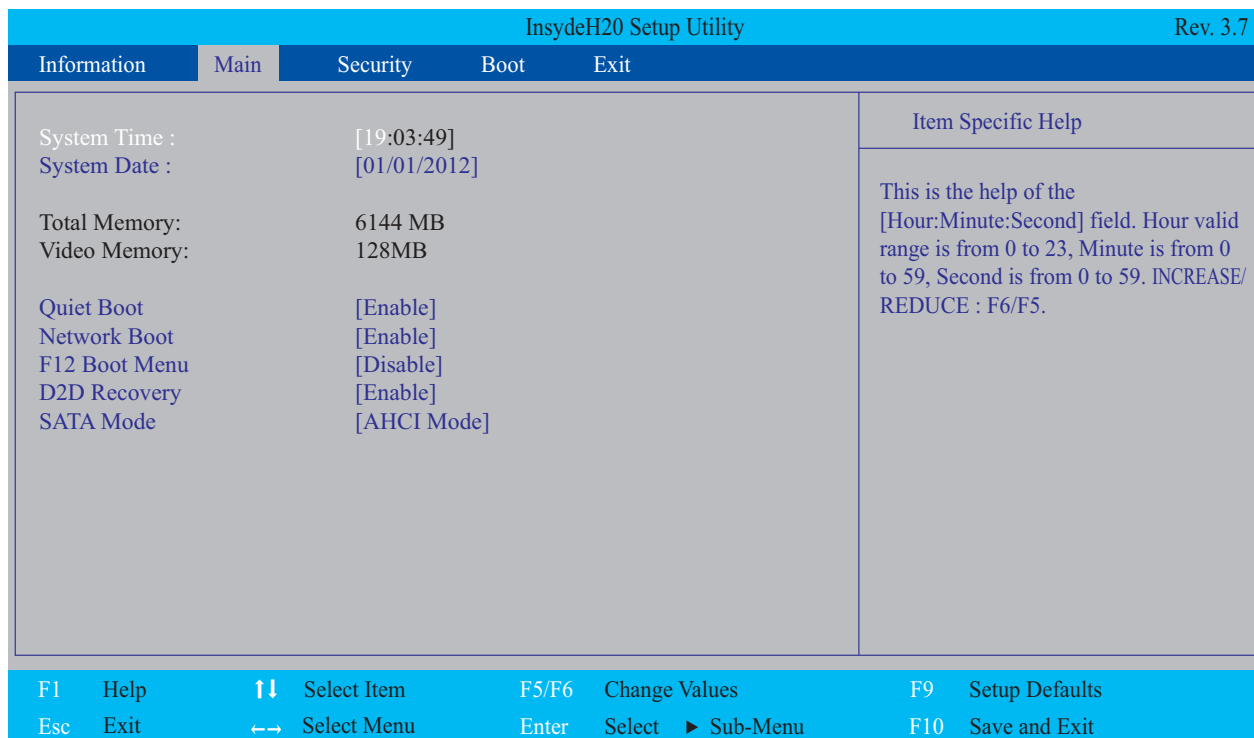 InsydeH20 Setup Utility Rev. 3.7
Information Main Security Boot Exit
System Time : [19:03:49]
System Date : [01/01/2012]
Total Memory: 6144 MB
Video Memory: 128MB
Quiet Boot [Enable]
Network Boot [Enable]
F12 Boot Menu [Disable]
D2D Recovery [Enable]
SATA Mode [AHCI Mode]
Item Specific Help
This is the help of the
[Hour:Minute:Second] field. Hour valid
range is from 0 to 23, Minute is from 0
to 59, Second is from 0 to 59. INCREASE/
REDUCE : F6/F5.
F1 Help ↑↓ Select Item F5/F6 Change Values F9 Setup Defaults
Esc Exit ←→ Select Menu Enter Select ▶ Sub-Menu F10 Save and Exit